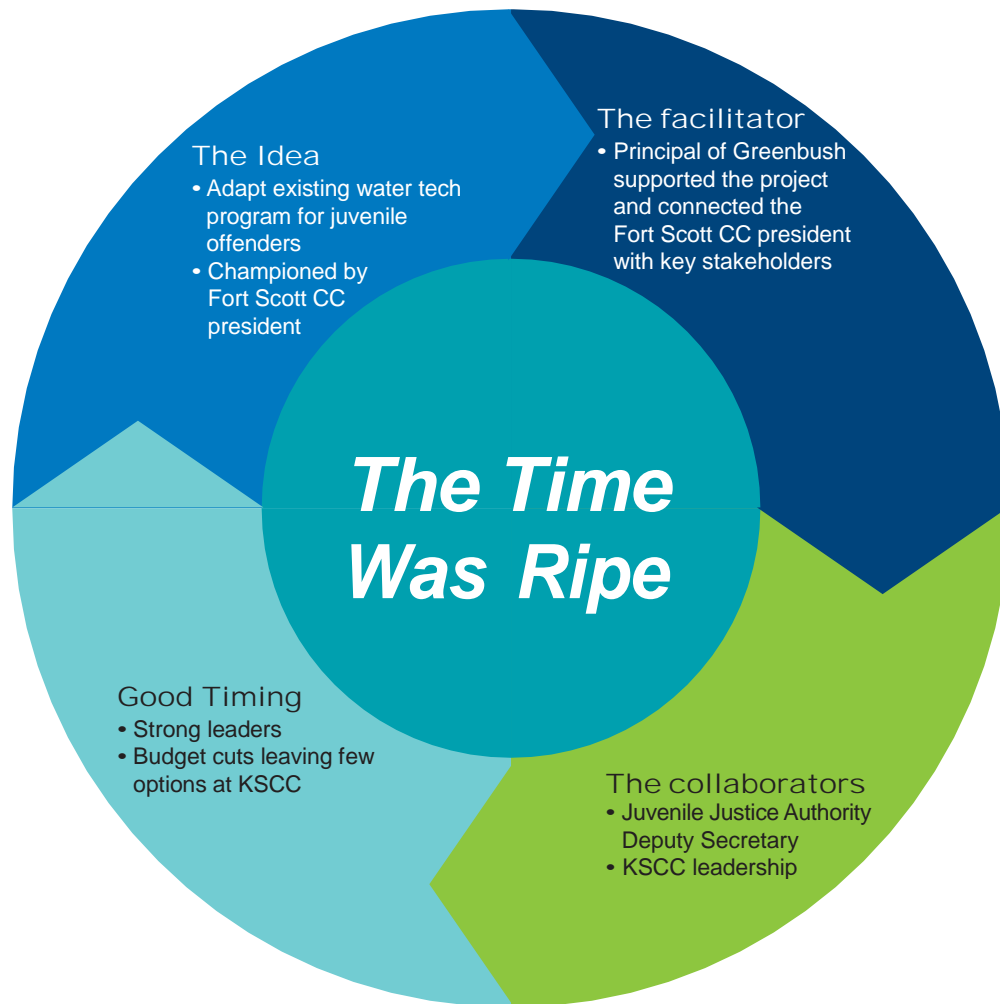 The Idea
• Adapt existing water tech
program for juvenile
offenders
• Championed by
Fort Scott CC
president
The facilitator
• Principal of Greenbush
supported the project
and connected the
Fort Scott CC president
with key stakeholders
The Time
Was Ripe
Good Timing
• Strong leaders
• Budget cuts leaving few
options at KSCC
The collaborators
• Juvenile Justice Authority
Deputy Secretary
• KSCC leadership